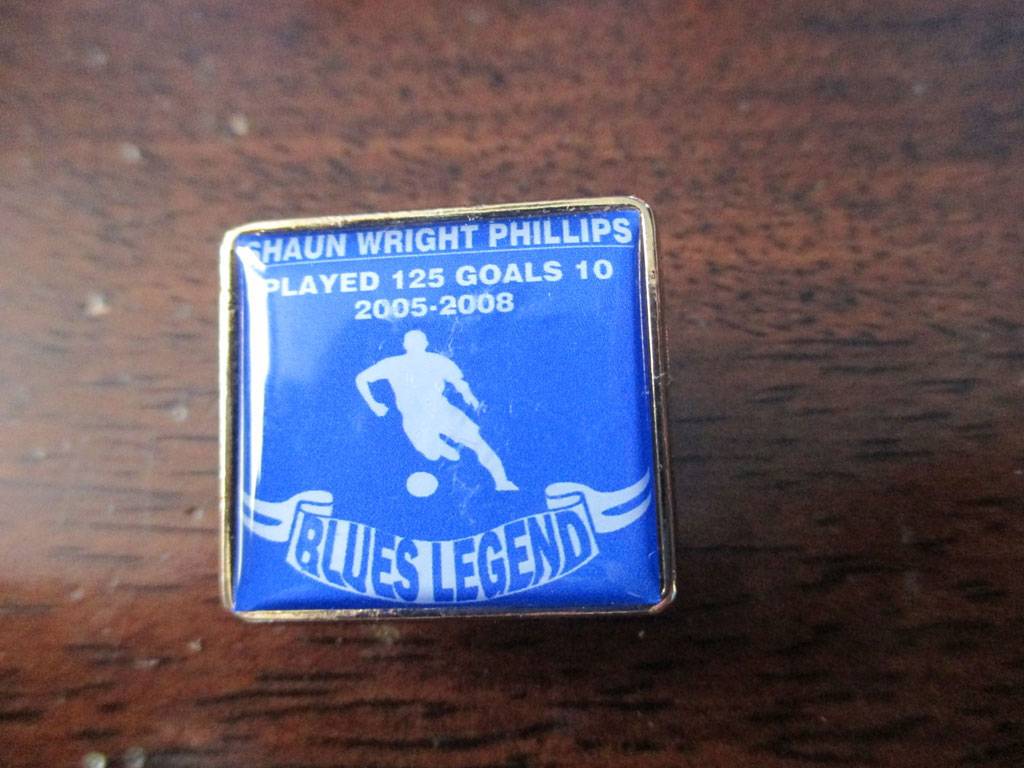 SHAUN WRIGHT PHILLIPS
PLAYED 125 GOALS 10
2005-2008
BLUES LEGEND